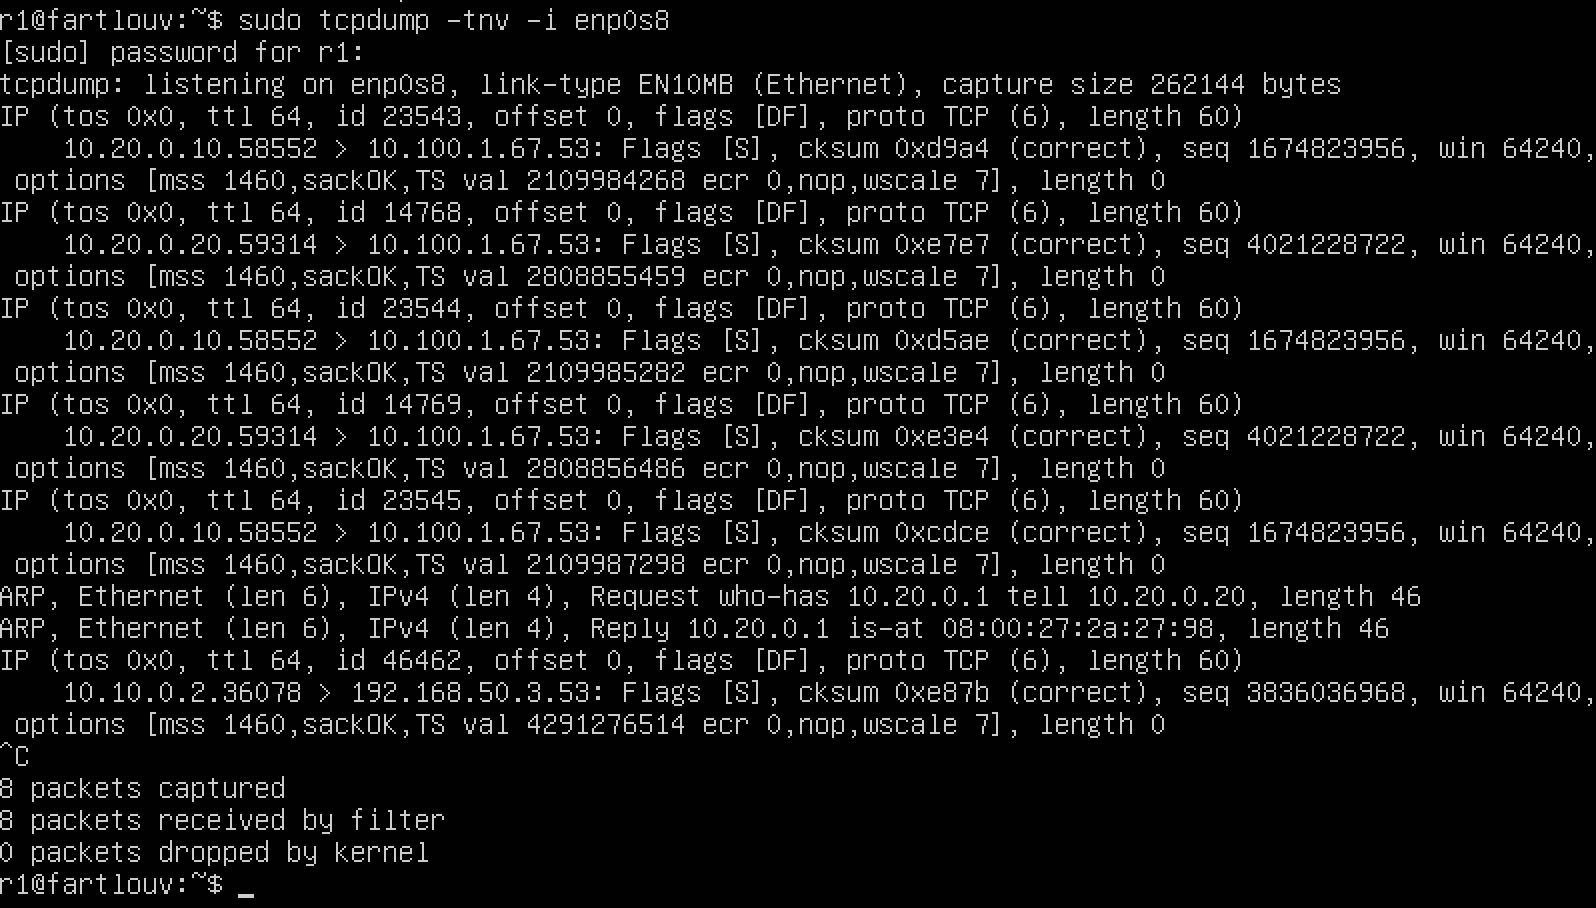 r1@fartlouv:~$ sudo tcpdump -tnv -i enp0s8
[sudo] password for r1:
tcpdump: listening on enp0s8, link-type EN10MB (Ethernet), capture size 262144 bytes
IP (tos 0x0, ttl 64, id 23543, offset 0, flags [DF], proto TCP (6), length 60)
    10.20.0.10.58552 > 10.100.1.67.53: Flags [S], cksum 0xd9a4 (correct), seq 1674823956, win 64240,
 options [mss 1460,sackOK,TS val 2109984268 ecr 0,nop,wscale 7], length 0
IP (tos 0x0, ttl 64, id 14768, offset 0, flags [DF], proto TCP (6), length 60)
    10.20.0.20.59314 > 10.100.1.67.53: Flags [S], cksum 0xe7e7 (correct), seq 4021228722, win 64240,
 options [mss 1460,sackOK,TS val 2808855459 ecr 0,nop,wscale 7], length 0
IP (tos 0x0, ttl 64, id 23544, offset 0, flags [DF], proto TCP (6), length 60)
    10.20.0.10.58552 > 10.100.1.67.53: Flags [S], cksum 0xd5ae (correct), seq 1674823956, win 64240,
 options [mss 1460,sackOK,TS val 2109985282 ecr 0,nop,wscale 7], length 0
IP (tos 0x0, ttl 64, id 14769, offset 0, flags [DF], proto TCP (6), length 60)
    10.20.0.20.59314 > 10.100.1.67.53: Flags [S], cksum 0xe3e4 (correct), seq 4021228722, win 64240,
 options [mss 1460,sackOK,TS val 2808856486 ecr 0,nop,wscale 7], length 0
IP (tos 0x0, ttl 64, id 23545, offset 0, flags [DF], proto TCP (6), length 60)
    10.20.0.10.58552 > 10.100.1.67.53: Flags [S], cksum 0xcdce (correct), seq 1674823956, win 64240,
 options [mss 1460,sackOK,TS val 2109987298 ecr 0,nop,wscale 7], length 0
ARP, Ethernet (len 6), IPv4 (len 4), Request who-has 10.20.0.1 tell 10.20.0.20, length 46
ARP, Ethernet (len 6), IPv4 (len 4), Reply 10.20.0.1 is-at 08:00:27:2a:27:98, length 46
IP (tos 0x0, ttl 64, id 46462, offset 0, flags [DF], proto TCP (6), length 60)
    10.10.0.2.36078 > 192.168.50.3.53: Flags [S], cksum 0xe87b (correct), seq 3836036968, win 64240,
 options [mss 1460,sackOK,TS val 4291276514 ecr 0,nop,wscale 7], length 0
^C
8 packets captured
8 packets received by filter
0 packets dropped by kernel
r1@fartlouv:~$ _